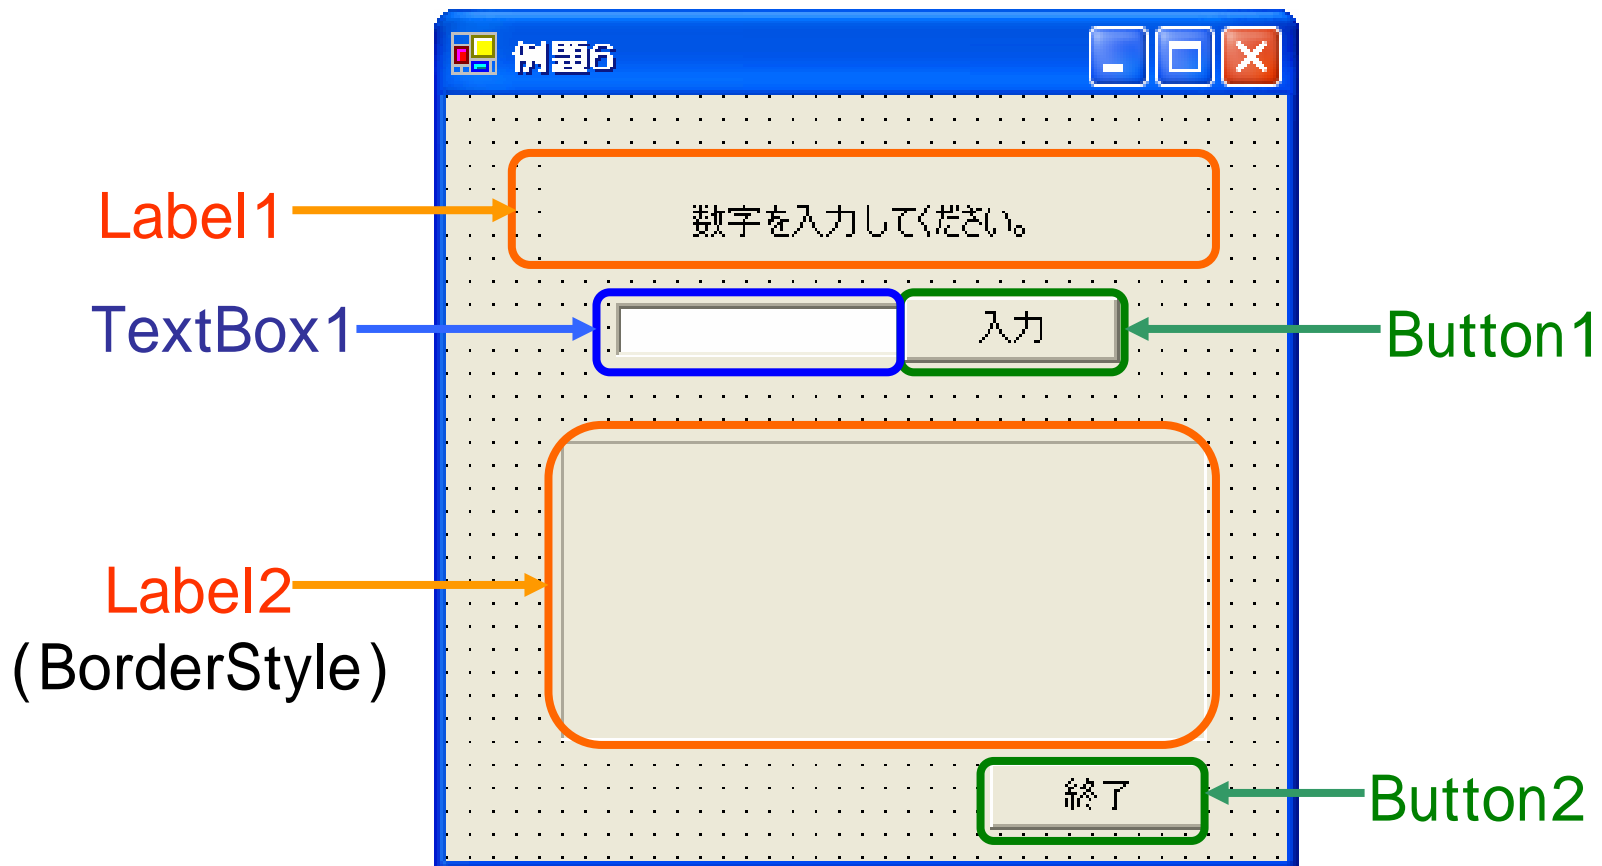 例題6
Label1
数字を入力してください。
TextBox1
入力
Button1
Label2
(BorderStyle)
終了
Button2